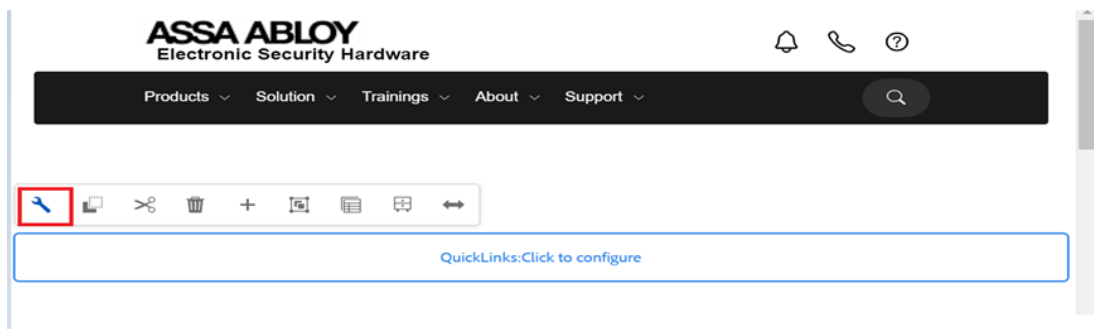 ASSA ABLOY
Electronic Security Hardware
Products Solution Trainings About Support
QuickLinks:Click to configure